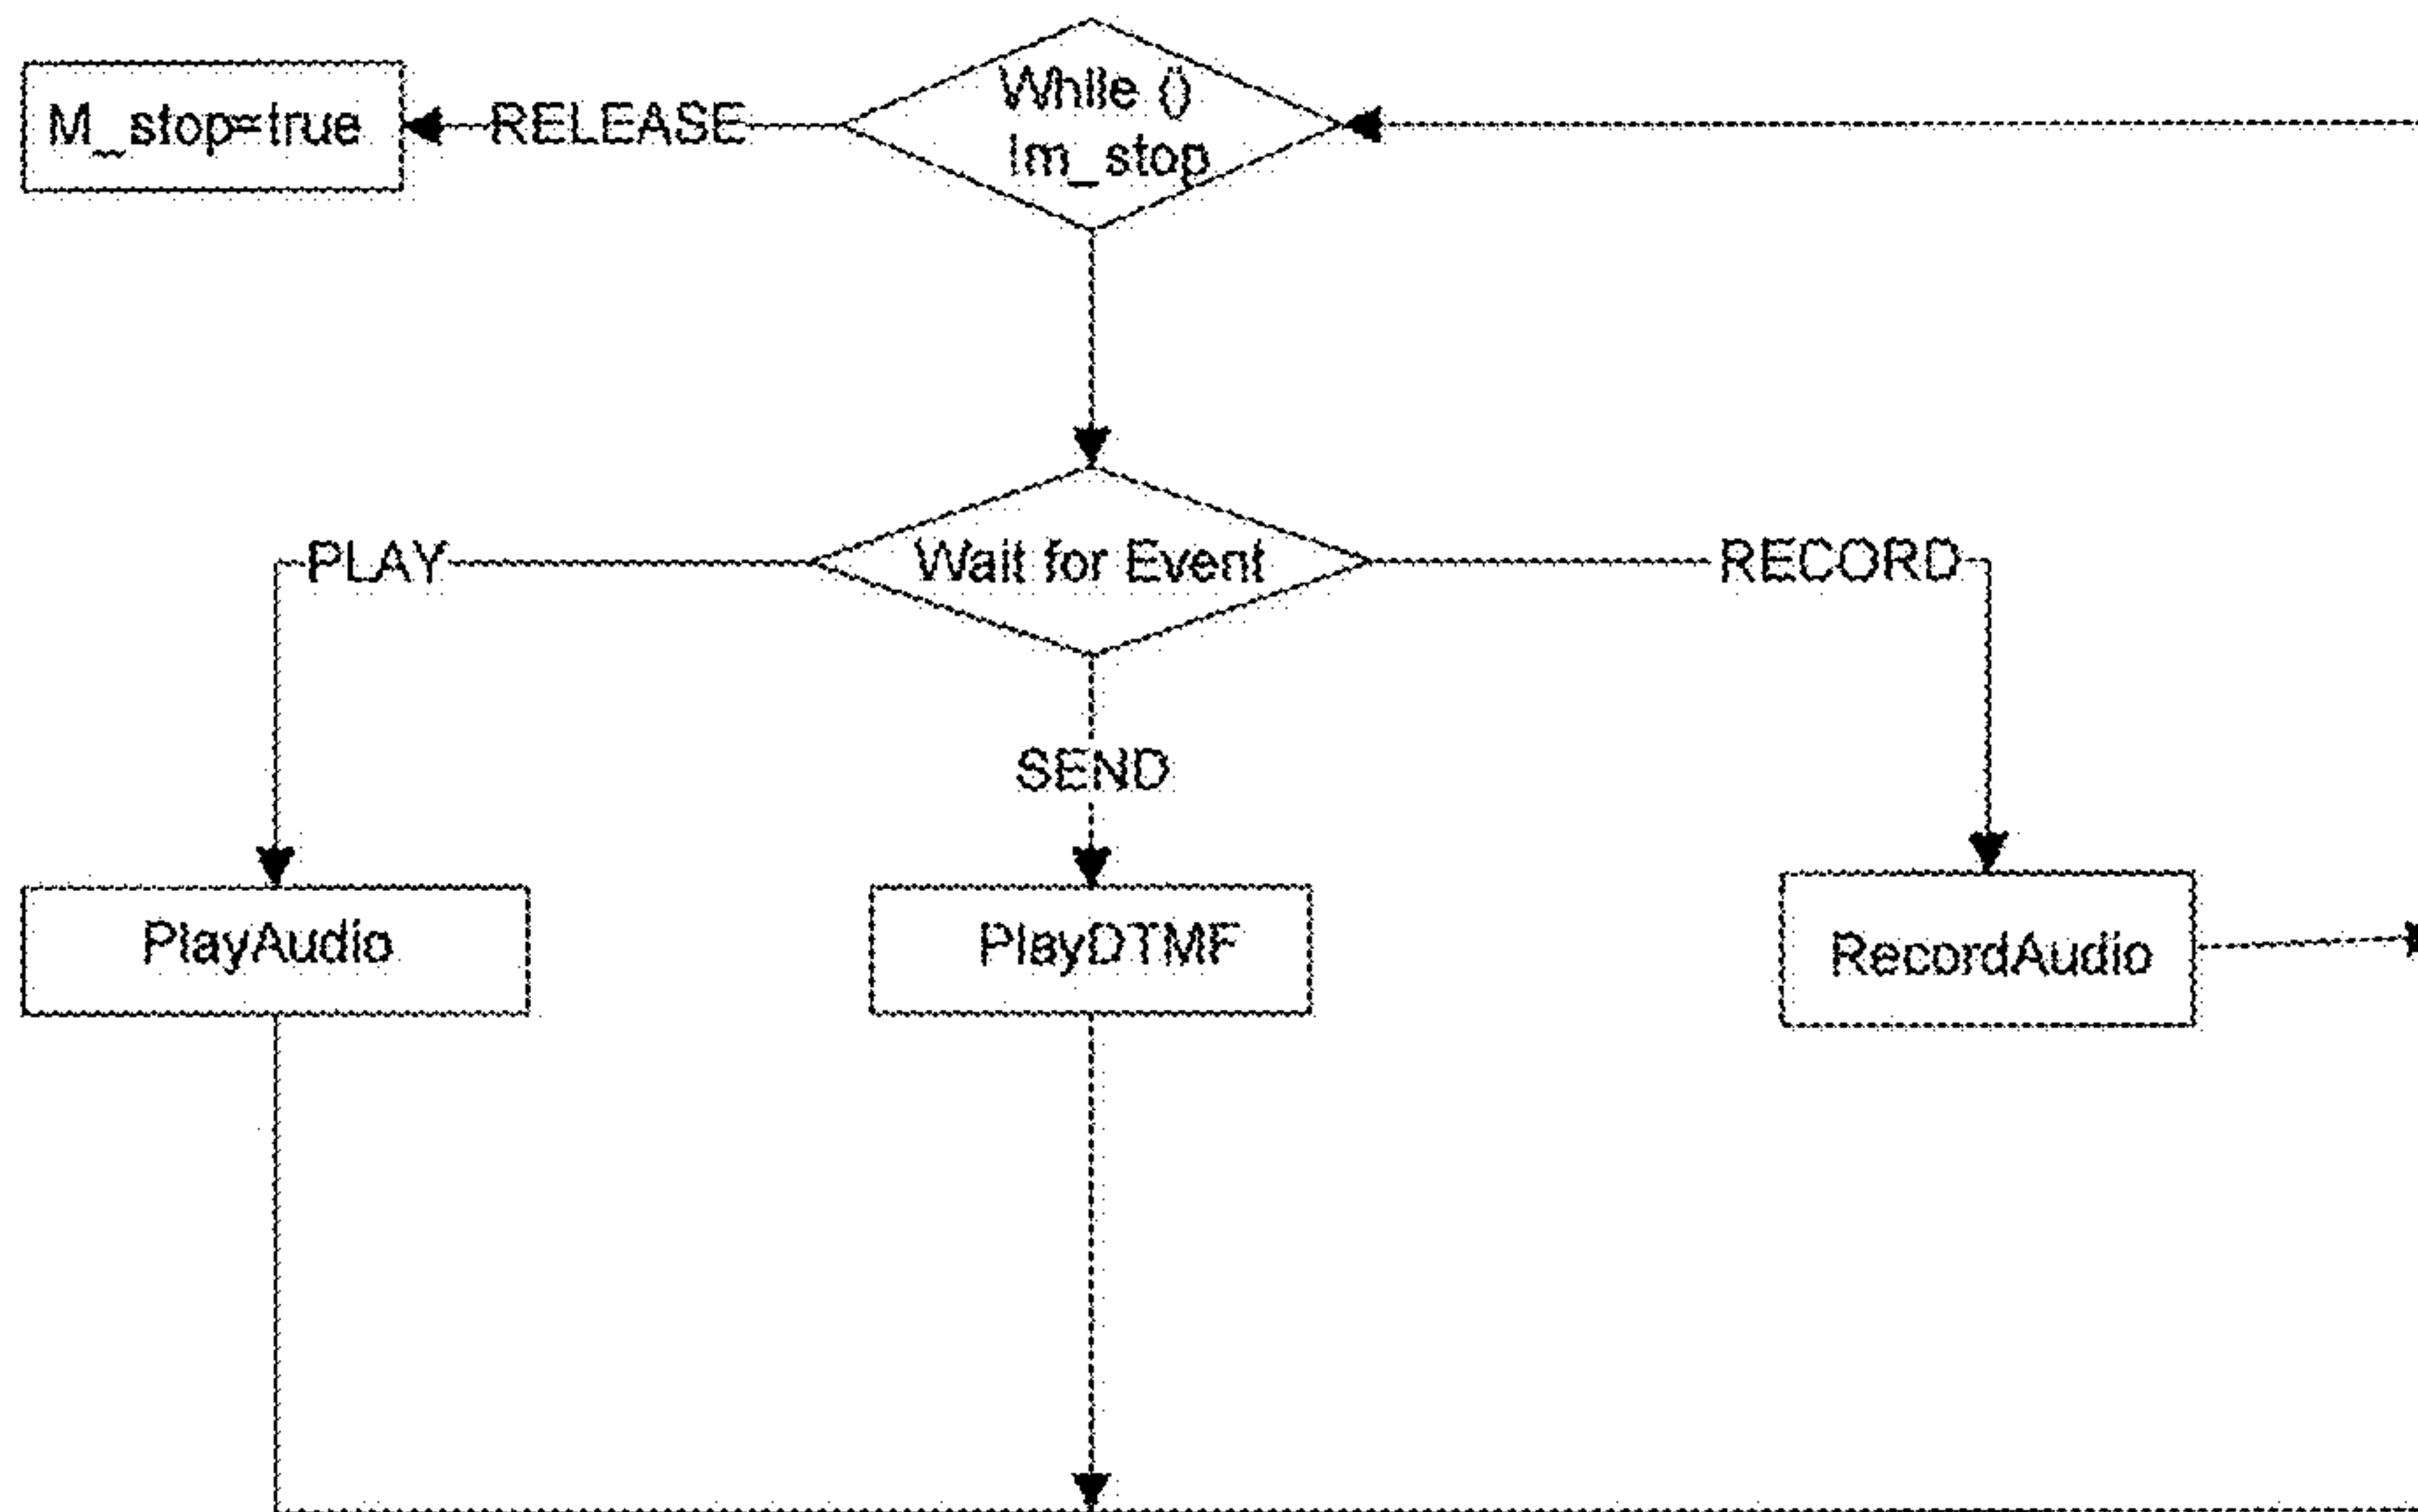 While ()
!m_stop
RELEASE
M_stop=true
Wait for Event
PLAY
RECORD
SEND
PlayAudio
PlayDTMF
RecordAudio